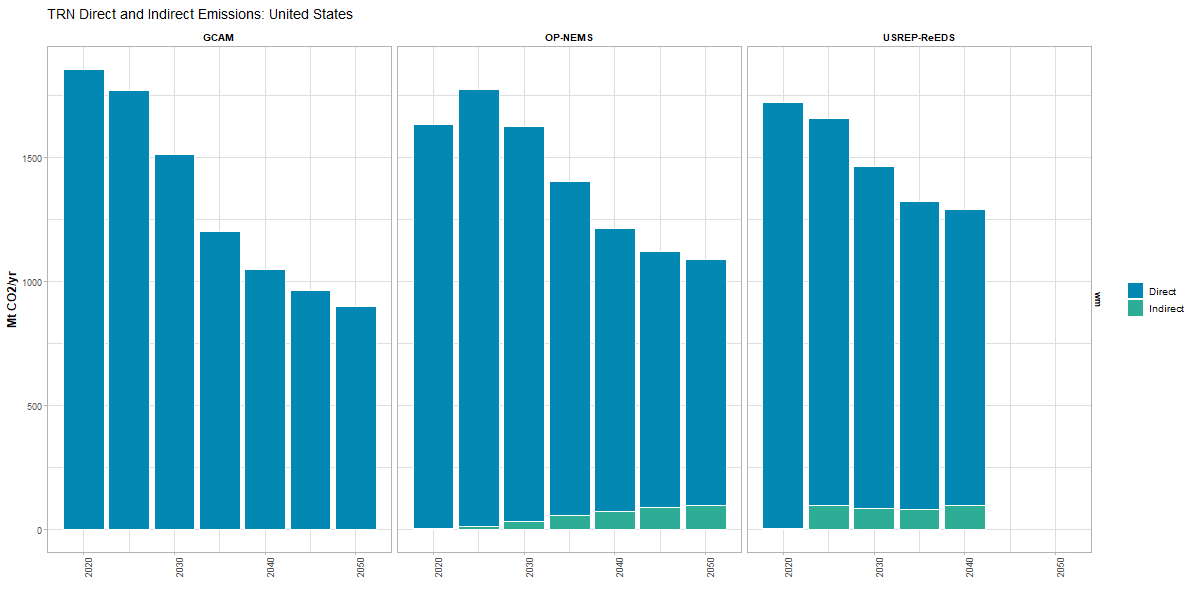 TRN Direct and Indirect Emissions: United States
GCAM
OP-NEMS
USREP-ReEDS
Mt CO2/yr
1500
1000
500
0
2020
2030
2040
2050
2020
2030
2040
2050
2020
2030
2040
2050
wm
Direct
Indirect